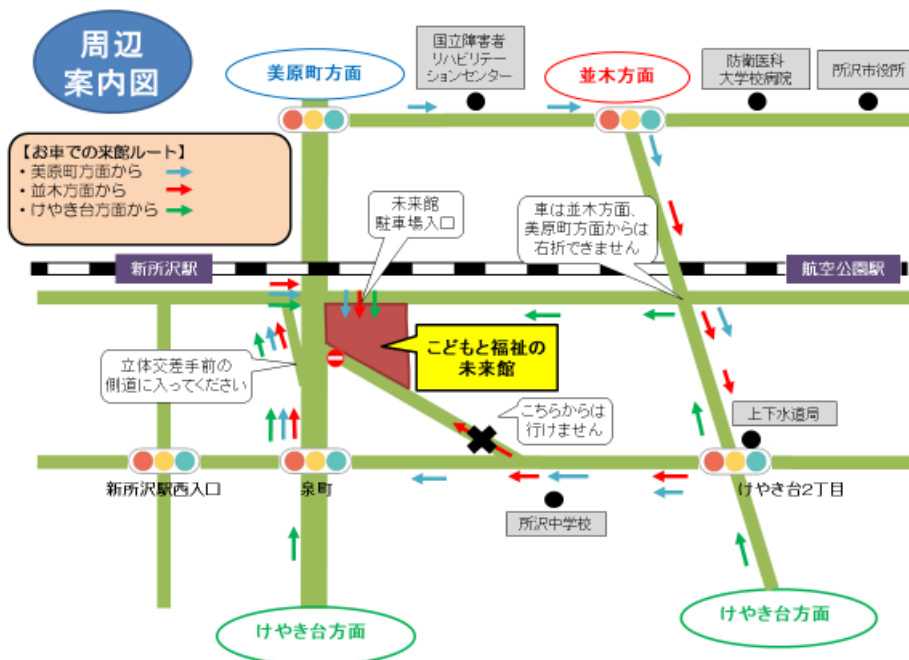 周辺
案内図
美原町方面
国立障害者
リハビリテー
ションセンター
並木方面
防衛医科
大学校病院
所沢市役所
【お車での来館ルート】
・美原町方面から
・並木方面から
・けやき台方面から
未来館
駐車場入口
車は並木方面、
美原町方面からは
右折できません
新所沢駅
航空公園駅
立体交差手前の
側道に入ってください
こどもと福祉の
未来館
こちらからは
行けません
上下水道局
新所沢駅西入口
泉町
けやき台2丁目
所沢中学校
けやき台方面
けやき台方面